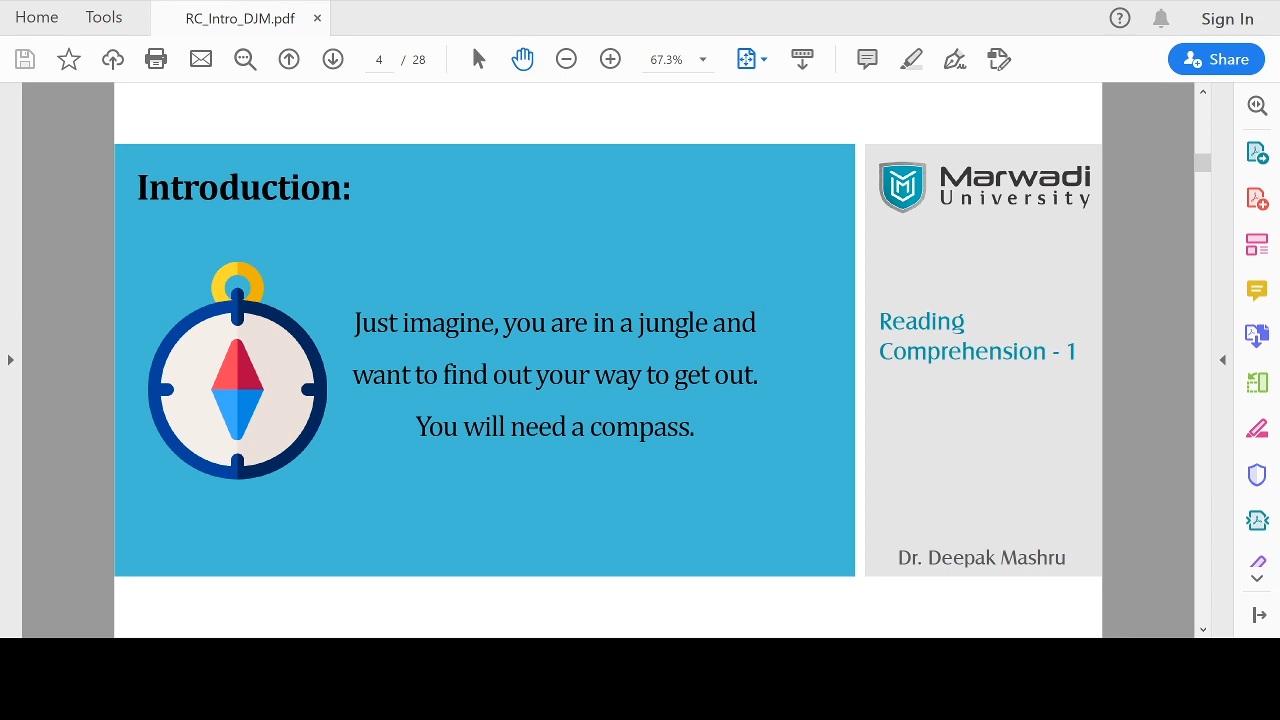 Home
Tools
RC_Intro_DJM.pdf
×
Sign In
4 / 28
67.3%
Share
Introduction:
Just imagine, you are in a jungle and
want to find out your way to get out.
You will need a compass.
Marwadi
University
Reading
Comprehension - 1
Dr. Deepak Mashru